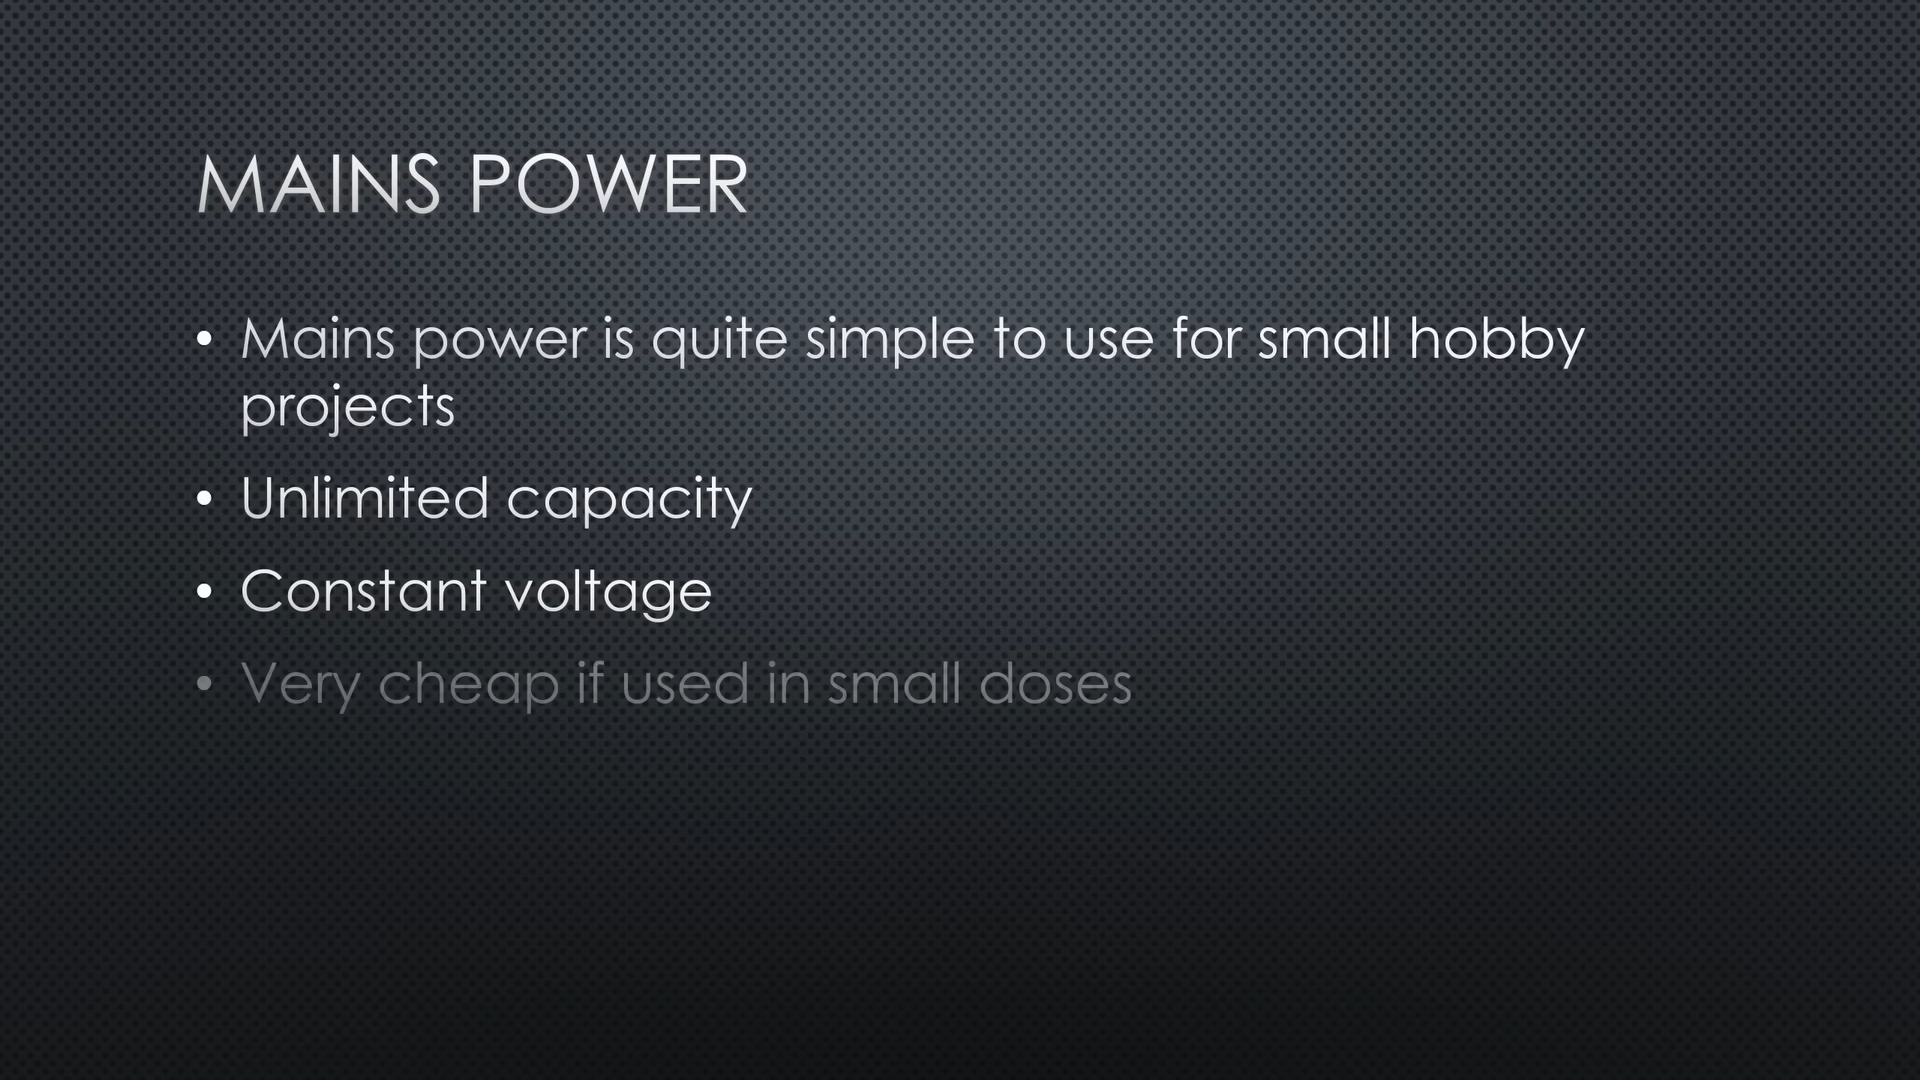 MAINS POWER
• Mains power is quite simple to use for small hobby
projects
• Unlimited capacity
• Constant voltage
• Very cheap if used in small doses